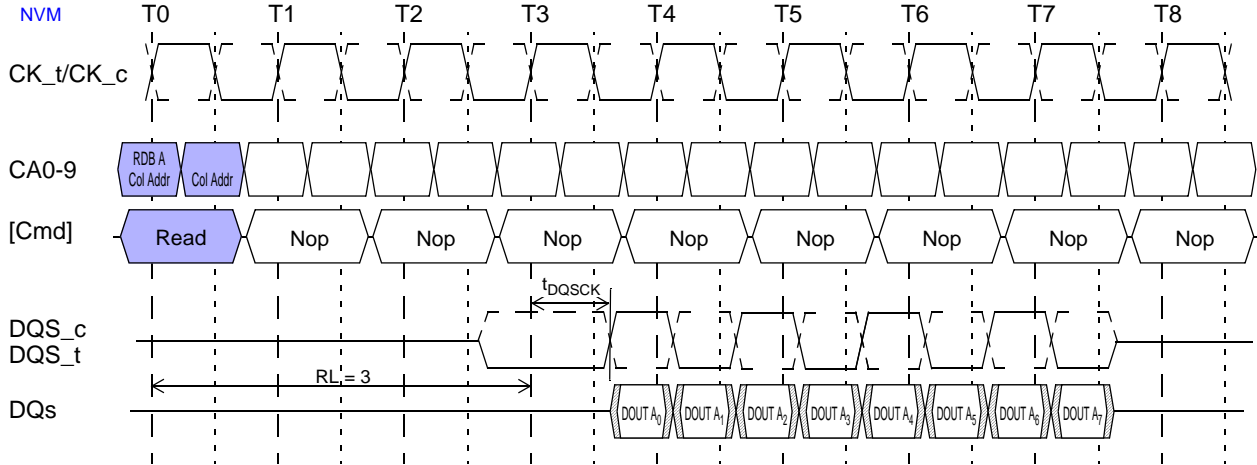 NVM T0 T1 T2 T3 T4 T5 T6 T7 T8
CK_t/CK_c
CA0-9 RDB A Col Addr Col Addr
[Cmd] Read Nop Nop Nop Nop Nop Nop Nop Nop
tDQSCK
DQS_c
DQS_t
RL = 3
DQs DOUT A0 DOUT A1 DOUT A2 DOUT A3 DOUT A4 DOUT A5 DOUT A6 DOUT A7